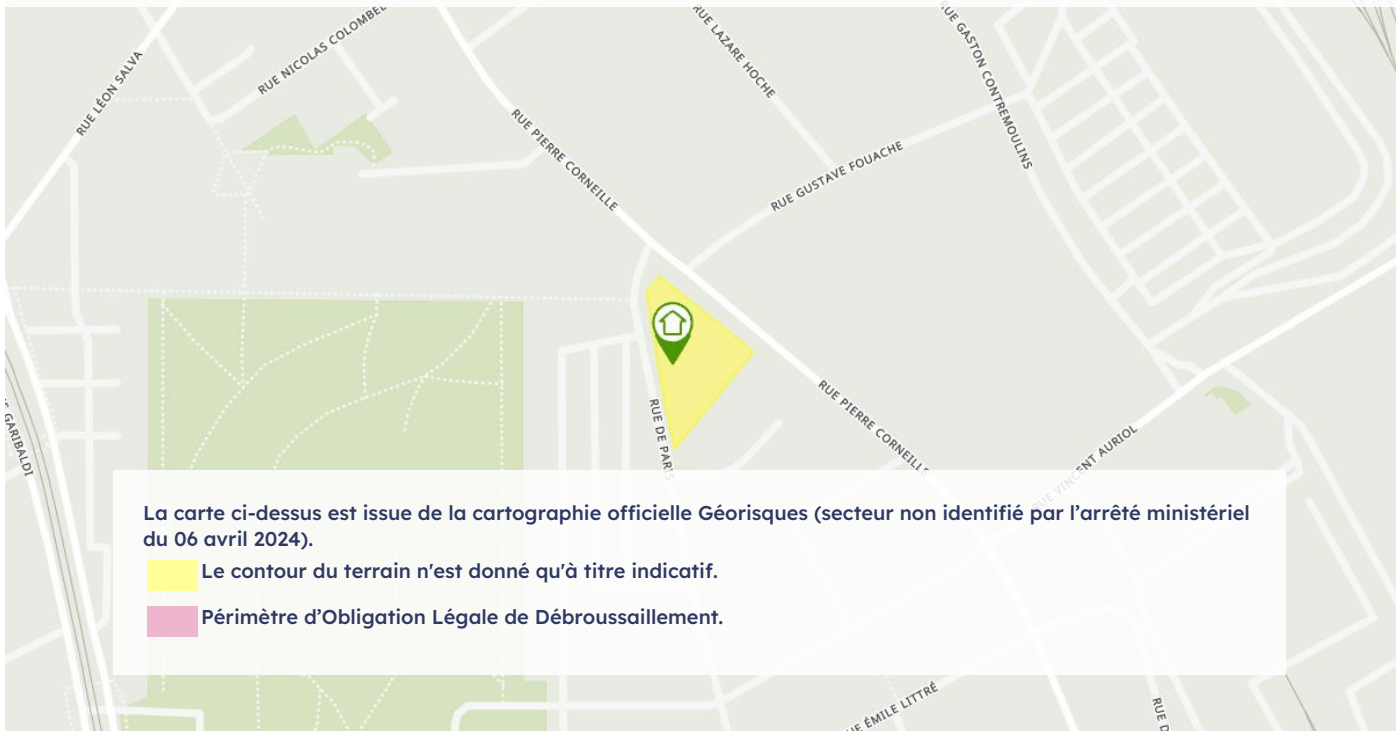 RUE NICOLAS COLOMBEL
RUE LAZARE HOCHE
RUE GASTON CONTREMOULINS
RUE LÉON SALVA
RUE PIERRE CORNEILLE
RUE GUSTAVE FOUACHE
RUE PIERRE CORNEILLE
RUE DE PARIS
GARIBALDI
RUE VINCENT AURIOL
La carte ci-dessus est issue de la cartographie officielle Géorisques (secteur non identifié par l’arrêté ministériel
du 06 avril 2024).
Le contour du terrain n'est donné qu'à titre indicatif.
Périmètre d’Obligation Légale de Débroussaillement.
RUE ÉMILE LITTRÉ
RUE D